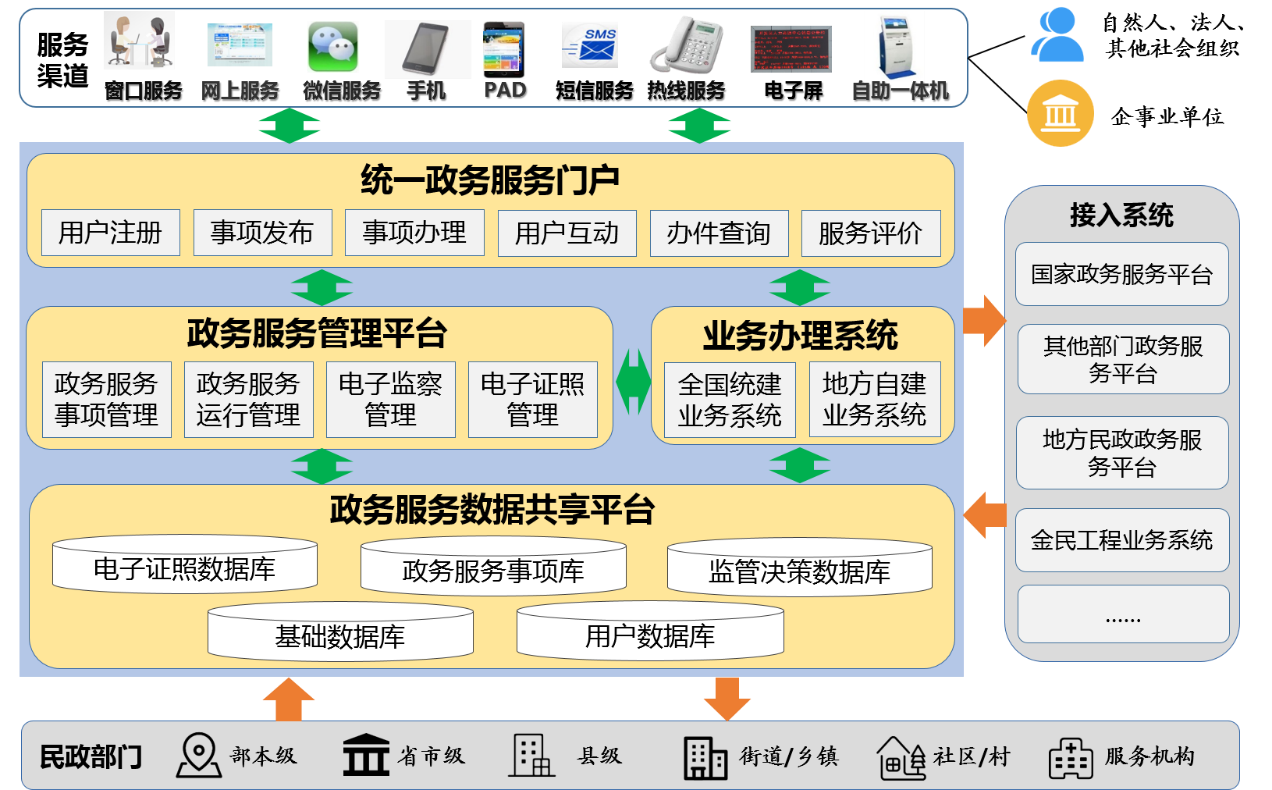 服务
渠道
窗口服务 网上服务 微信服务 手机 PAD 短信服务 热线服务 电子屏 自助一体机
SMS
自然人、法人、
其他社会组织
企事业单位
统一政务服务门户
用户注册 事项发布 事项办理 用户互动 办件查询 服务评价
政务服务管理平台
政务服务
事项管理
政务服务
运行管理
电子监察
管理
电子证照
管理
业务办理系统
全国统建
业务系统
地方自建
业务系统
政务服务数据共享平台
电子证照数据库 政务服务事项库 监管决策数据库
基础数据库 用户数据库
接入系统
国家政务服务平台
其他部门政务服
务平台
地方民政政务服
务平台
金民工程业务系统
......
民政部门 部本级 省市级 县级 街道/乡镇 社区/村 服务机构